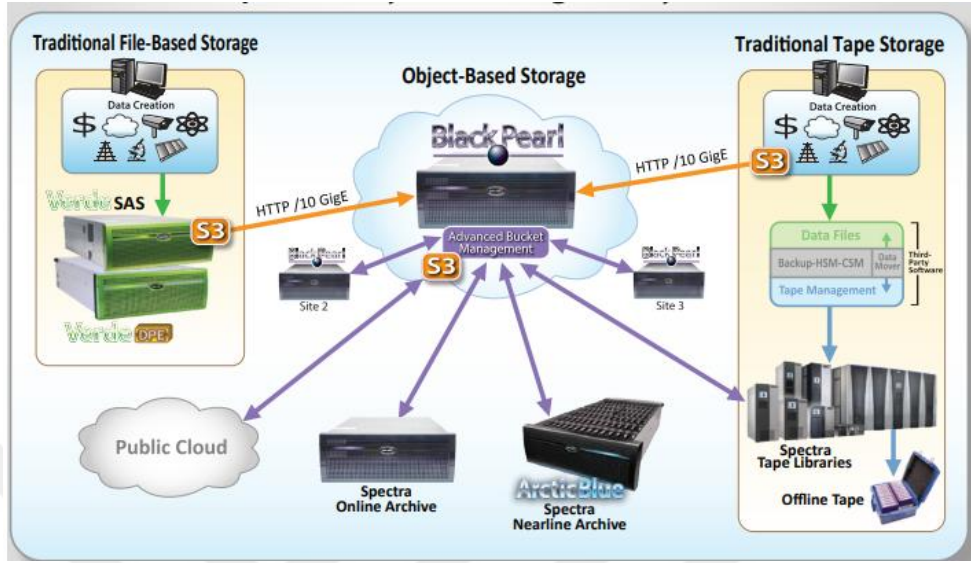 Traditional File-Based Storage
Data Creation
$
Verde SAS
S3
Verde DPE
HTTP /10 GigE
Object-Based Storage
BlackPearl
Advanced Bucket
Management
S3
BlackPearl
Site 2
BlackPearl
Site 3
HTTP /10 GigE
Public Cloud
Spectra
Online Archive
ArcticBlue
Spectra
Nearline Archive
Traditional Tape Storage
Data Creation
$
S3
Data Files
Backup-HSM-CSM
Data
Mover
Tape Management
Third-
Party
Software
Spectra
Tape Libraries
Offline Tape